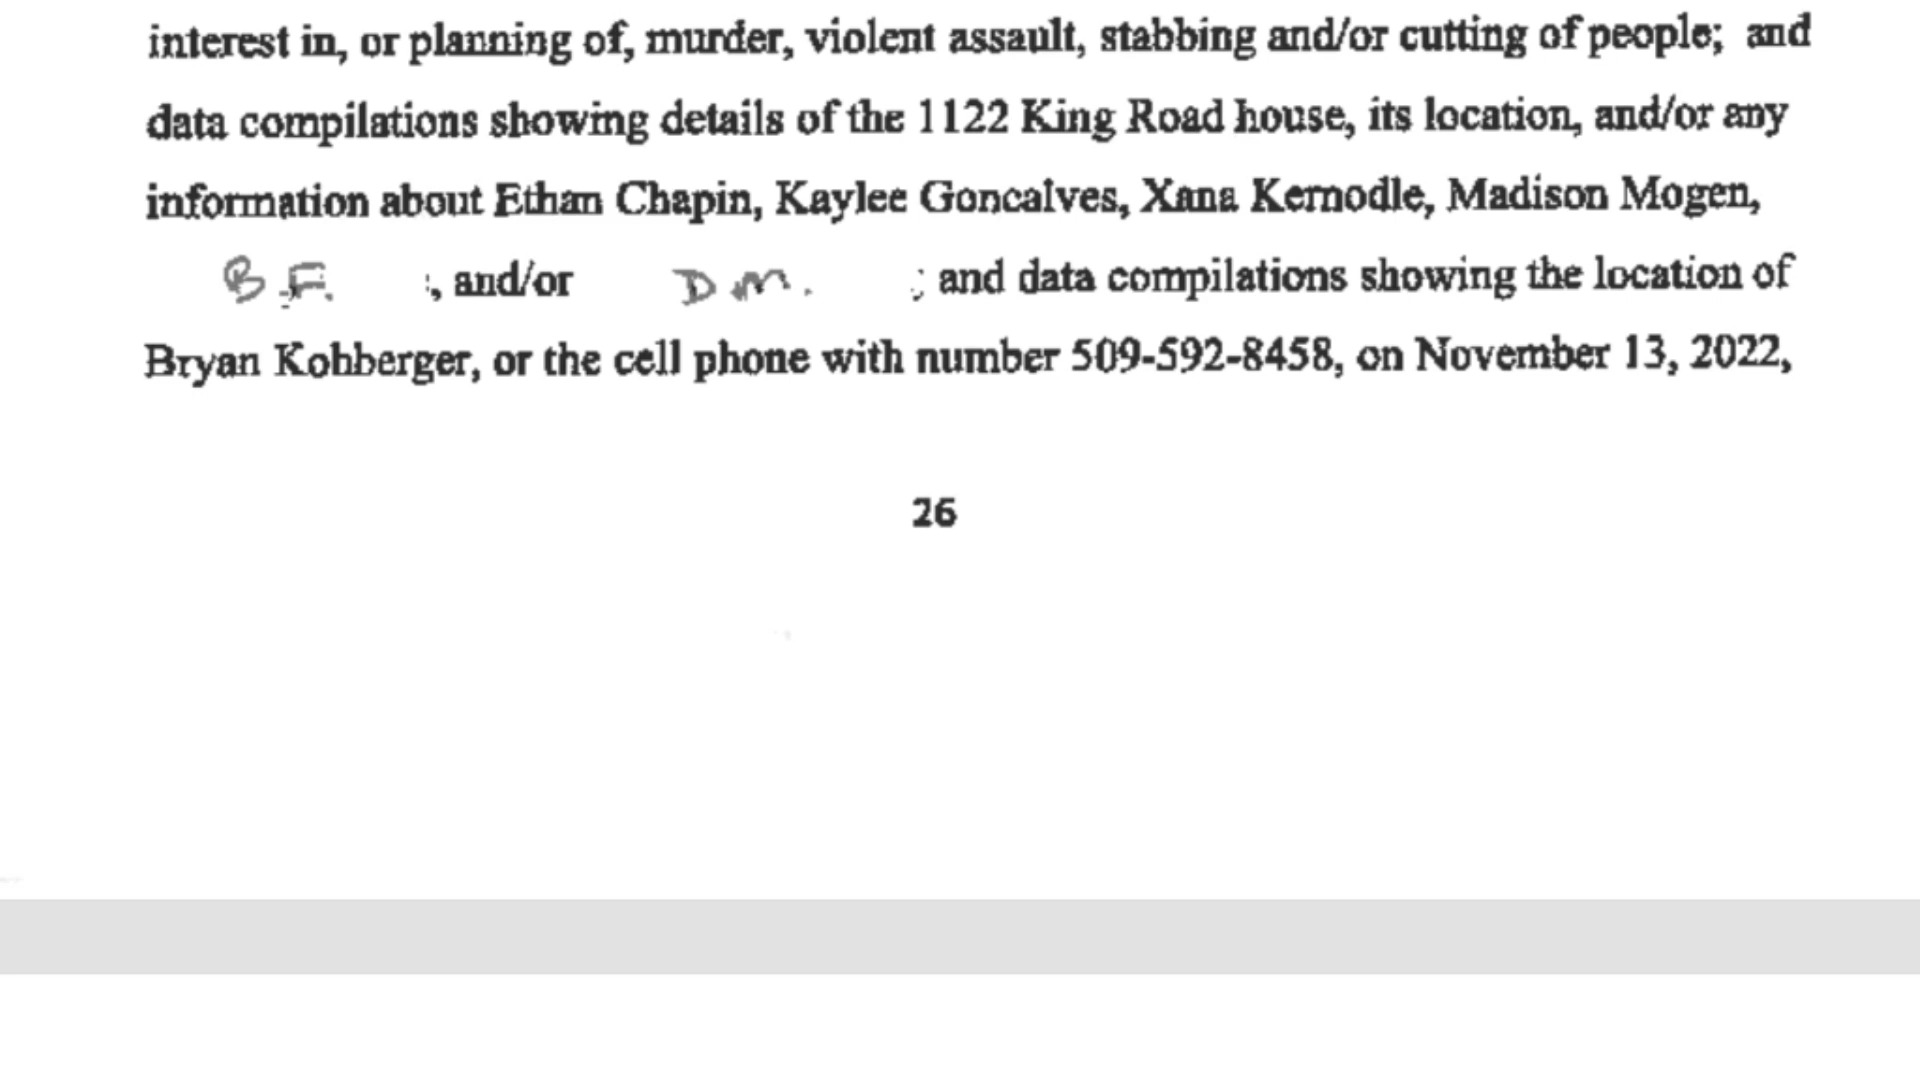 interest in, or planning of, murder, violent assault, stabbing and/or cutting of people; and
data compilations showing details of the 1122 King Road house, its location, and/or any
information about Ethan Chapin, Kaylee Goncalves, Xana Kernodle, Madison Mogen,
B.F. , and/or D.M. ; and data compilations showing the location of
Bryan Kohberger, or the cell phone with number 509-592-8458, on November 13, 2022,
26